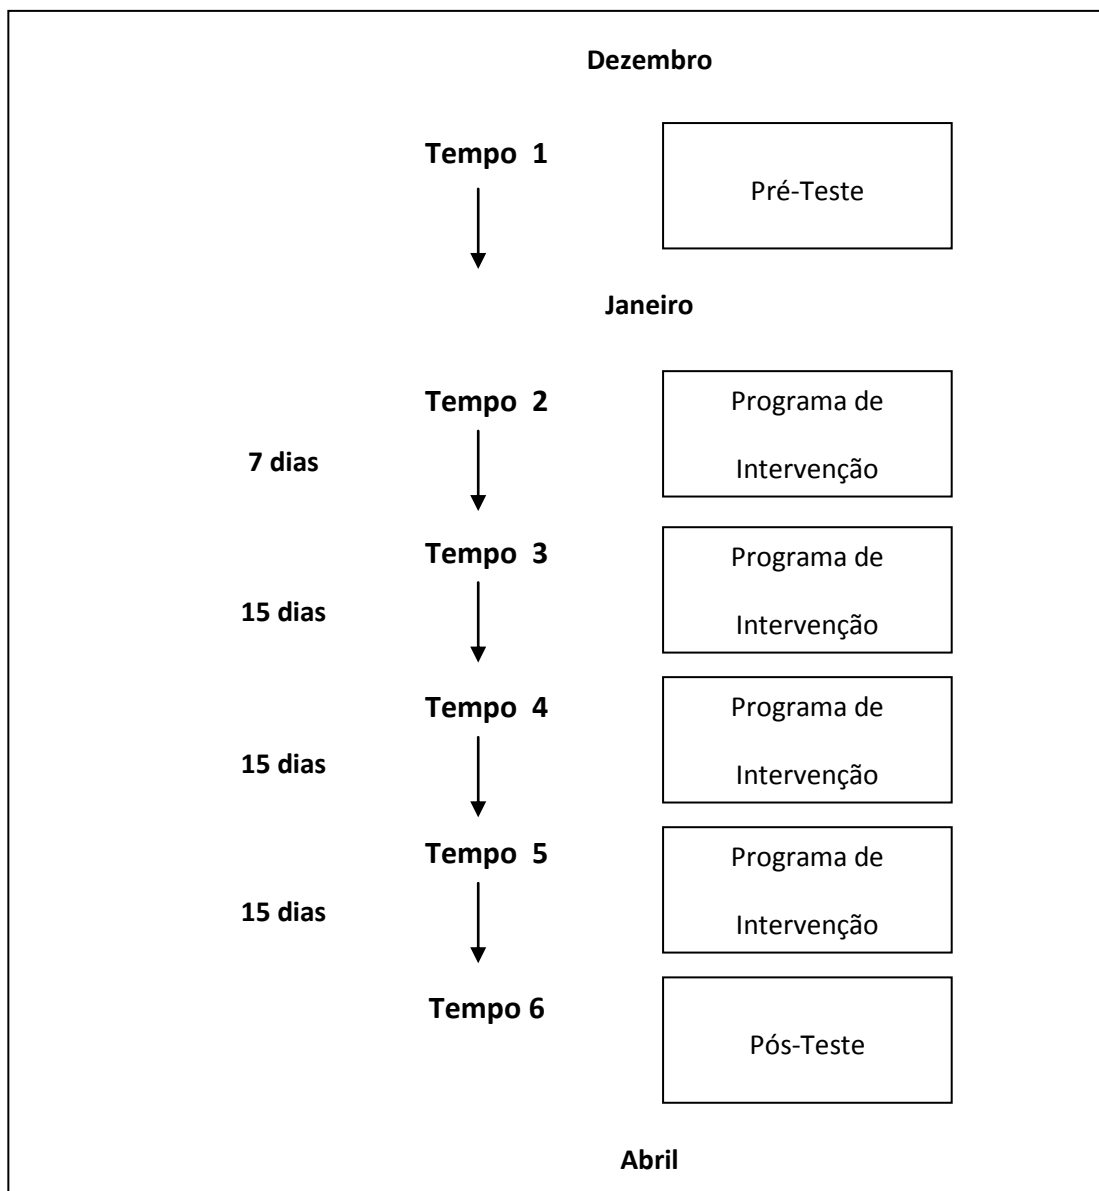 Dezembro
Tempo 1
Pré-Teste
Janeiro
Tempo 2
Programa de
Intervenção
7 dias
Tempo 3
Programa de
Intervenção
15 dias
Tempo 4
Programa de
Intervenção
15 dias
Tempo 5
Programa de
Intervenção
15 dias
Tempo 6
Pós-Teste
Abril